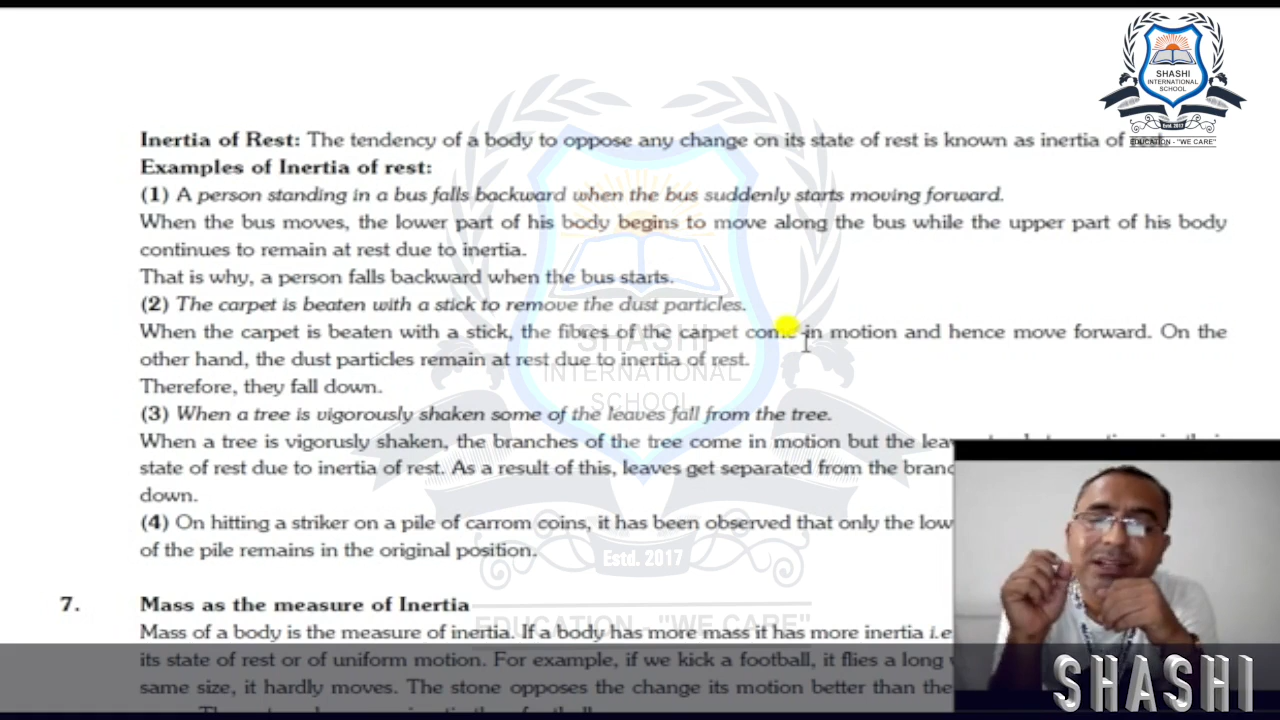 SHASHI
INTERNATIONAL
SCHOOL
Estd. 2017
EDUCATION - "WE CARE"
Inertia of Rest: The tendency of a body to oppose any change on its state of rest is known as inertia of
Examples of Inertia of rest:
(1) A person standing in a bus falls backward when the bus suddenly starts moving forward.
When the bus moves, the lower part of his body begins to move along the bus while the upper part of his body
continues to remain at rest due to inertia.
That is why, a person falls backward when the bus starts.
(2) The carpet is beaten with a stick to remove the dust particles.
When the carpet is beaten with a stick, the fibres of the carpet come in motion and hence move forward. On the
other hand, the dust particles remain at rest due to inertia of rest.
Therefore, they fall down.
(3) When a tree is vigorously shaken some of the leaves fall from the tree.
When a tree is vigorusly shaken, the branches of the tree come in motion but the
state of rest due to inertia of rest. As a result of this, leaves get separated from the
down.
(4) On hitting a striker on a pile of carrom coins, it has been observed that only the
of the pile remains in the original position.
7. Mass as the measure of Inertia
Mass of a body is the measure of inertia. If a body has more mass it has more inertia i.e
its state of rest or of uniform motion. For example, if we kick a football, it flies a long
same size, it hardly moves. The stone opposes the change its motion better than the
SHASHI
INTERNATIONAL
SCHOOL
Estd. 2017
EDUCATION - "WE CARE"
SHASHI